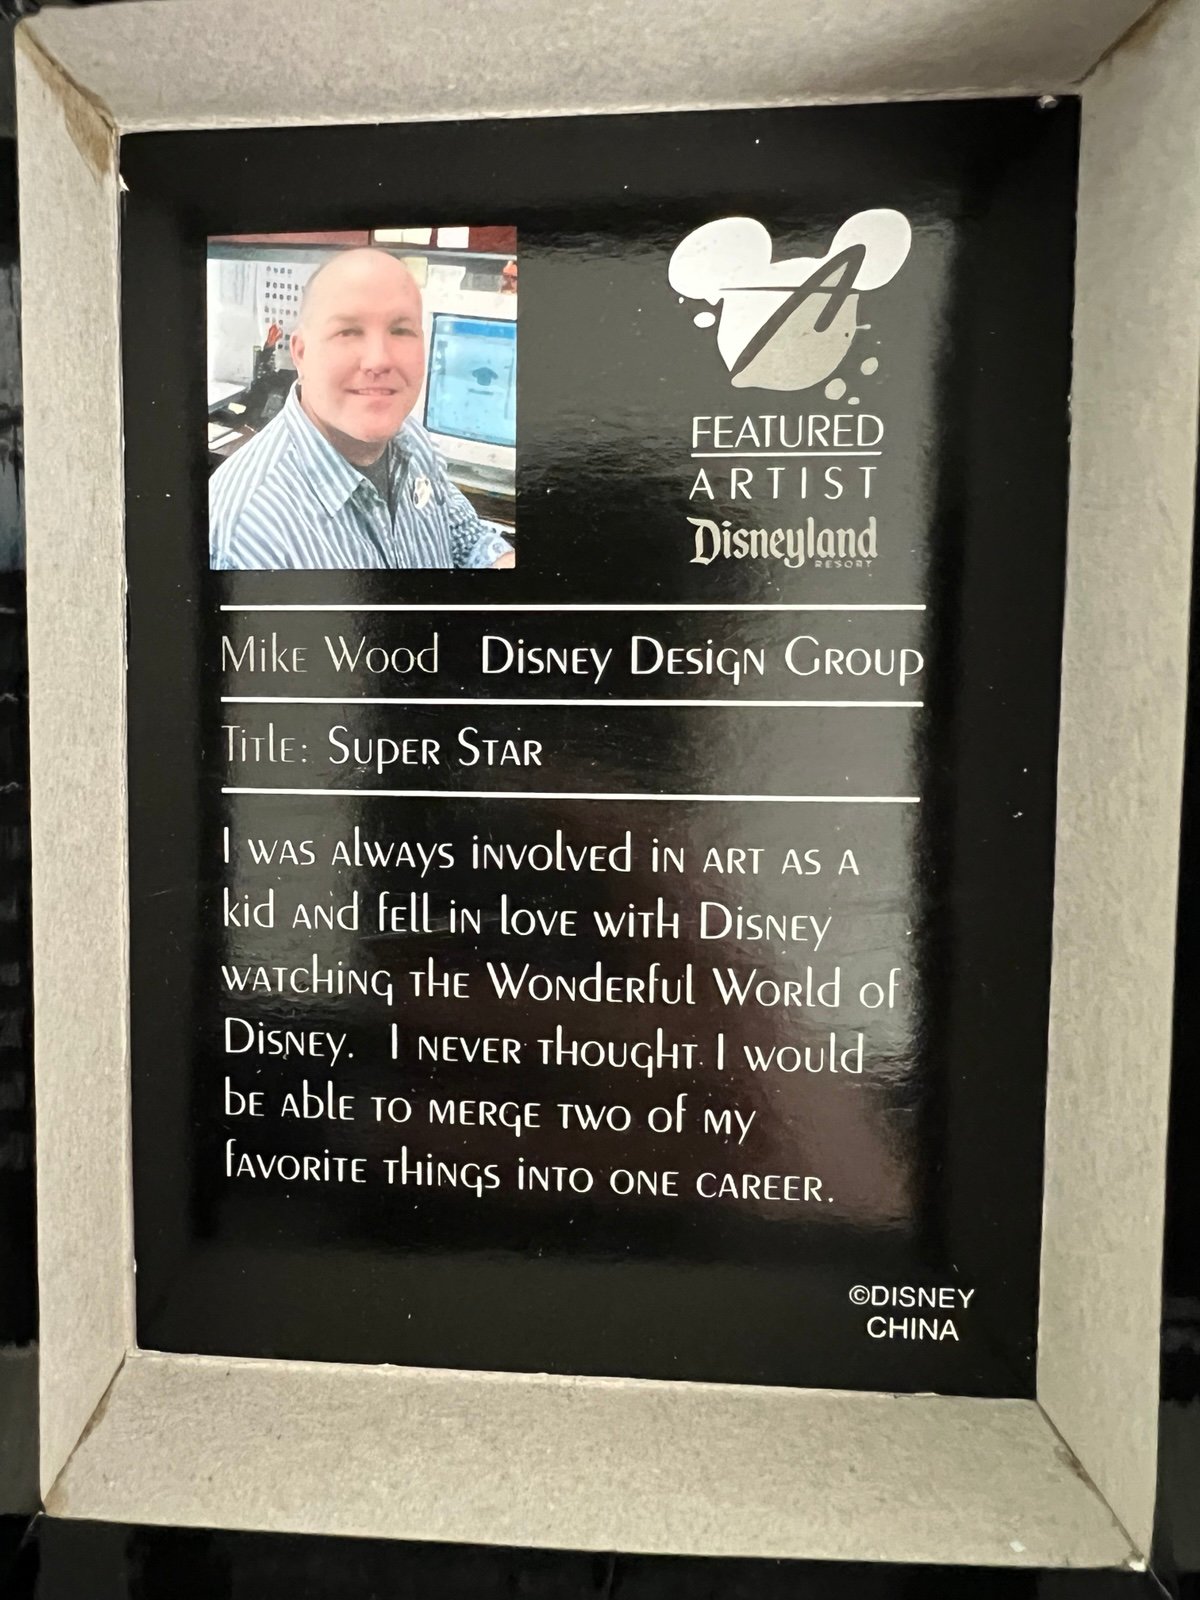 FEATURED
ARTIST
Disneyland
RESORT
Mike Wood Disney Design Group
Title: Super Star
I was always involved in art as a
kid and fell in love with Disney
watching the Wonderful World of
Disney. I never thought I would
be able to merge two of my
favorite things into one career.
©DISNEY
CHINA